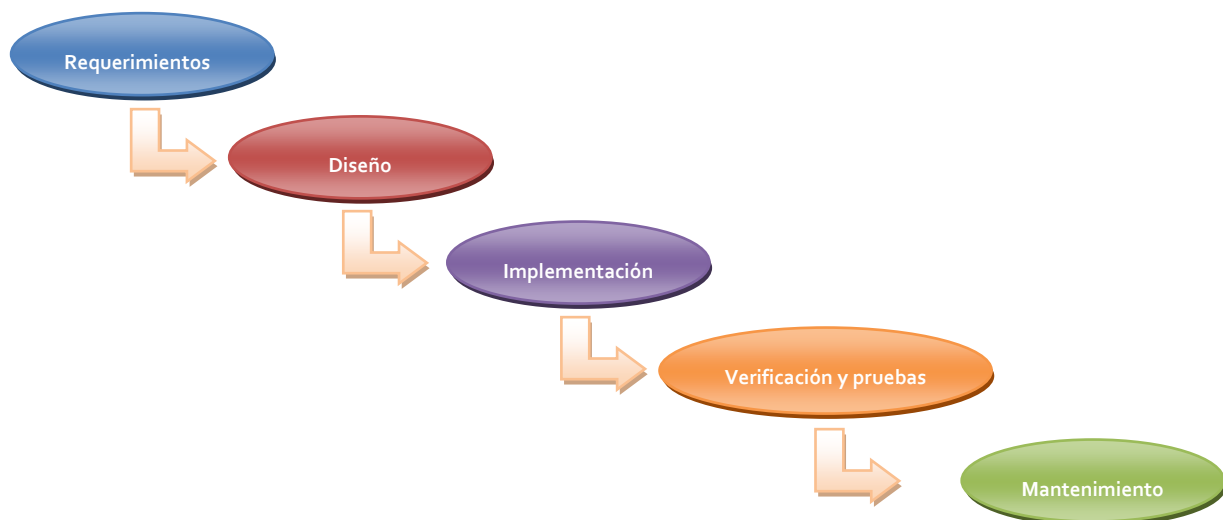 Requerimientos
Diseño
Implementación
Verificación y pruebas
Mantenimiento